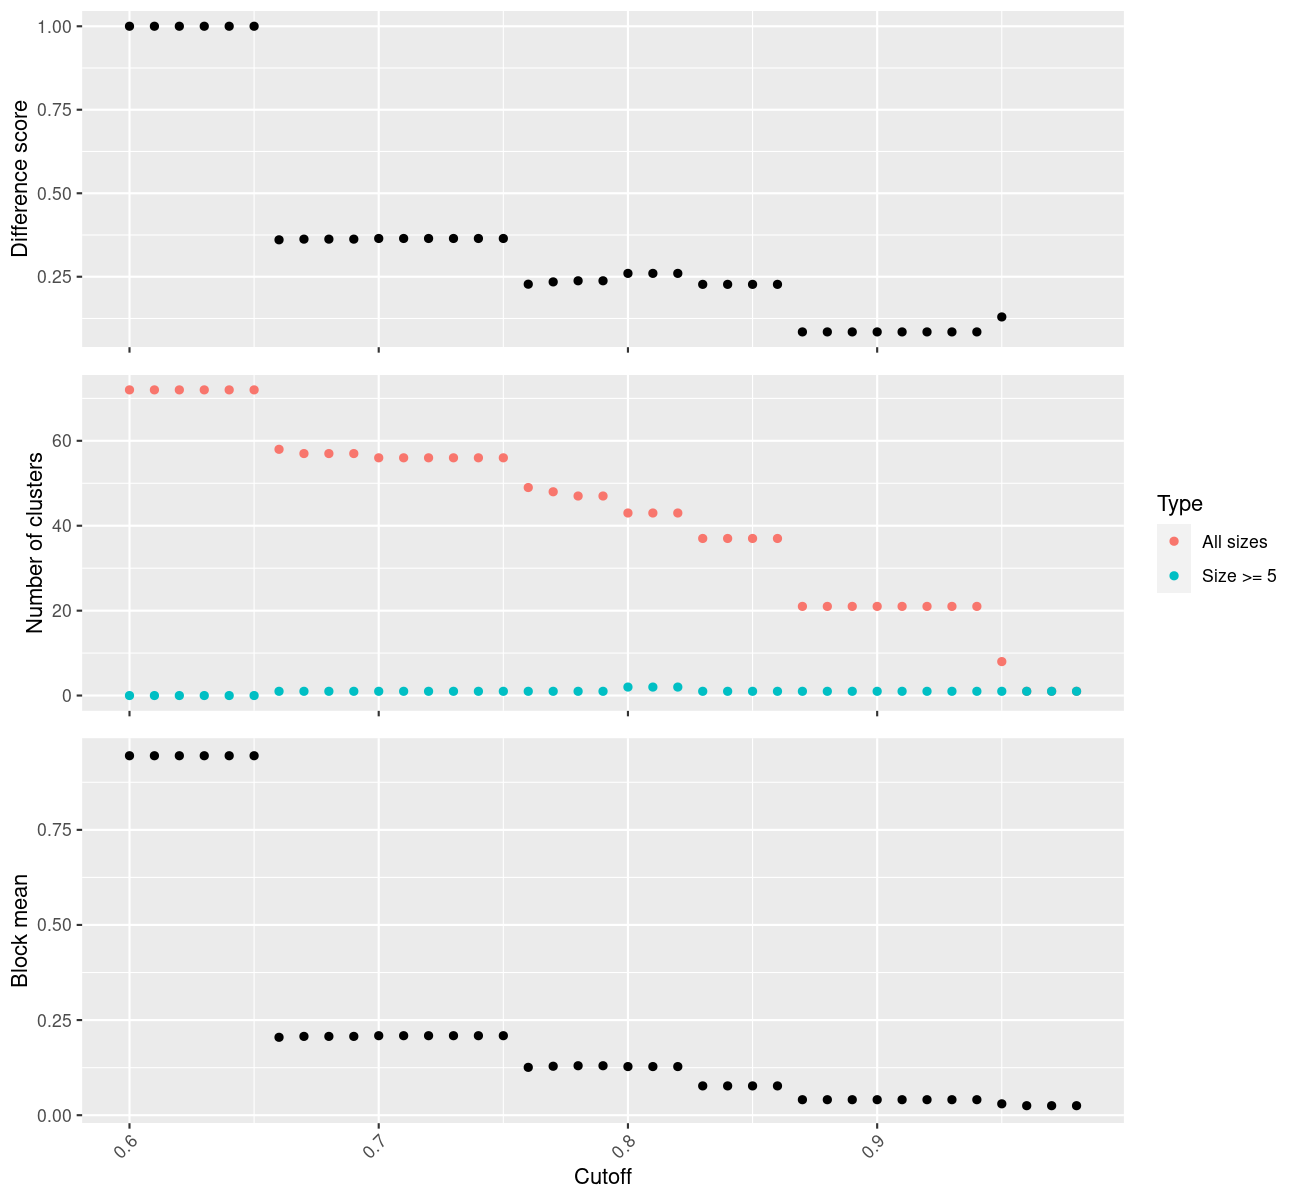 Difference score
1.00
0.75
0.50
0.25
Number of clusters
60
40
20
0
Type
All sizes
Size >= 5
Block mean
0.75
0.50
0.25
0.00
0.6
0.7
0.8
0.9
Cutoff